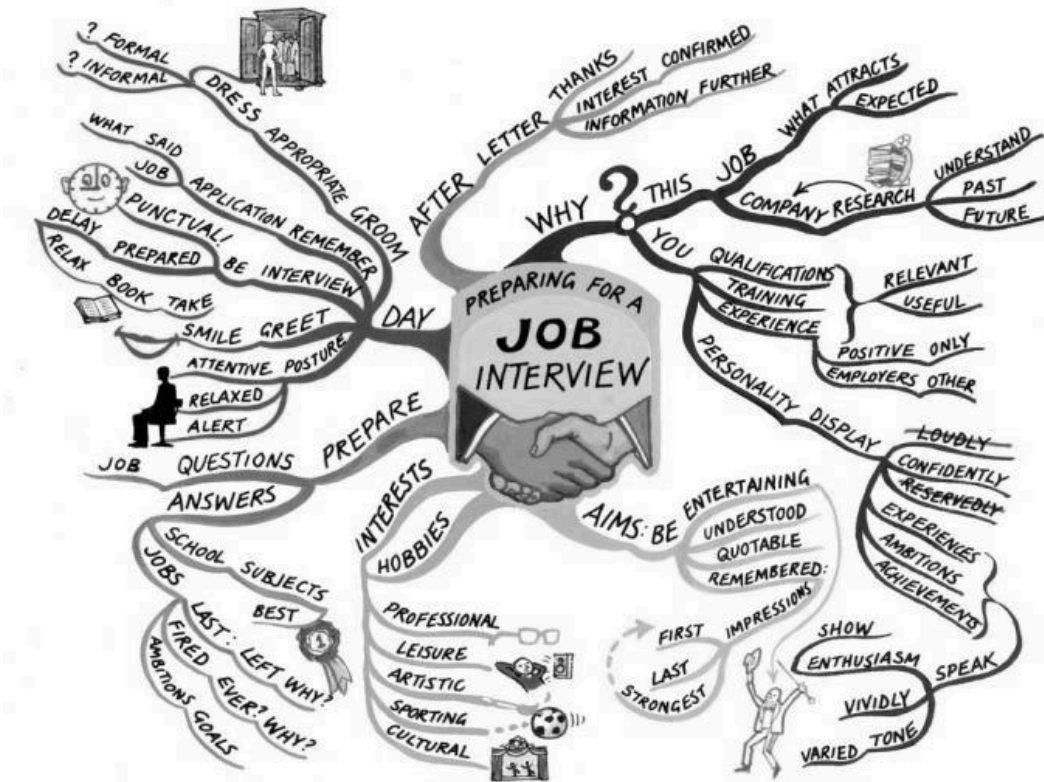 PREPARING FOR A
JOB
INTERVIEW
AFTER
LETTER
THANKS
INTEREST CONFIRMED
INFORMATION FURTHER
WHY
?
THIS JOB
WHAT ATTRACTS
EXPECTED
COMPANY RESEARCH
UNDERSTAND
PAST
FUTURE
YOU
QUALIFICATIONS
TRAINING
EXPERIENCE
RELEVANT
USEFUL
POSITIVE ONLY
EMPLOYERS OTHER
PERSONALITY DISPLAY
LOUDLY
CONFIDENTLY
RESERVEDLY
EXPERIENCES
AMBITIONS
ACHIEVEMENTS
SPEAK
SHOW
ENTHUSIASM
VIVIDLY
VARIED TONE
AIMS: BE
ENTERTAINING
UNDERSTOOD
QUOTABLE
REMEMBERED:
IMPRESSIONS
FIRST
LAST
STRONGEST
INTERESTS
HOBBIES
PROFESSIONAL
LEISURE
ARTISTIC
SPORTING
CULTURAL
PREPARE
QUESTIONS
JOB
ANSWERS
SCHOOL SUBJECTS
BEST
1
JOBS
LAST: LEFT WHY?
FIRED EVER? WHY?
AMBITIONS GOALS
DAY
DRESS APPROPRIATE GROOM
? FORMAL
? INFORMAL
APPLICATION REMEMBER
WHAT SAID
JOB
BE INTERVIEW
PUNCTUAL!
PREPARED
DELAY
RELAX
BOOK TAKE
SMILE GREET
ATTENTIVE POSTURE
RELAXED
ALERT